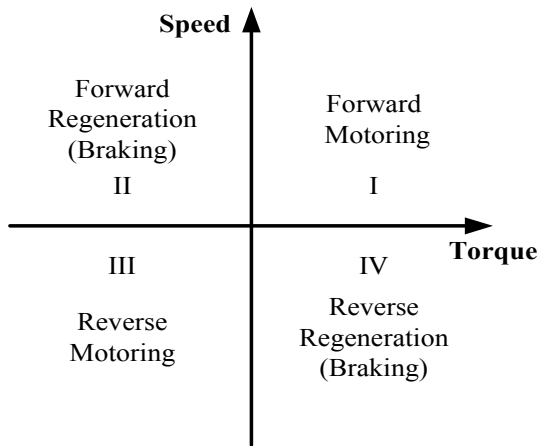 Speed
Forward
Regeneration
(Braking)
II
Forward
Motoring
I
Torque
III
Reverse
Motoring
IV
Reverse
Regeneration
(Braking)